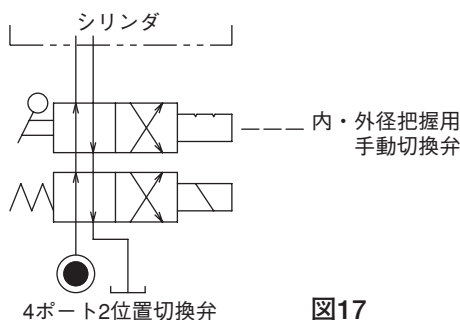 シリンダ
内・外径把握用
手動切換弁
4ポート2位置切換弁
図17